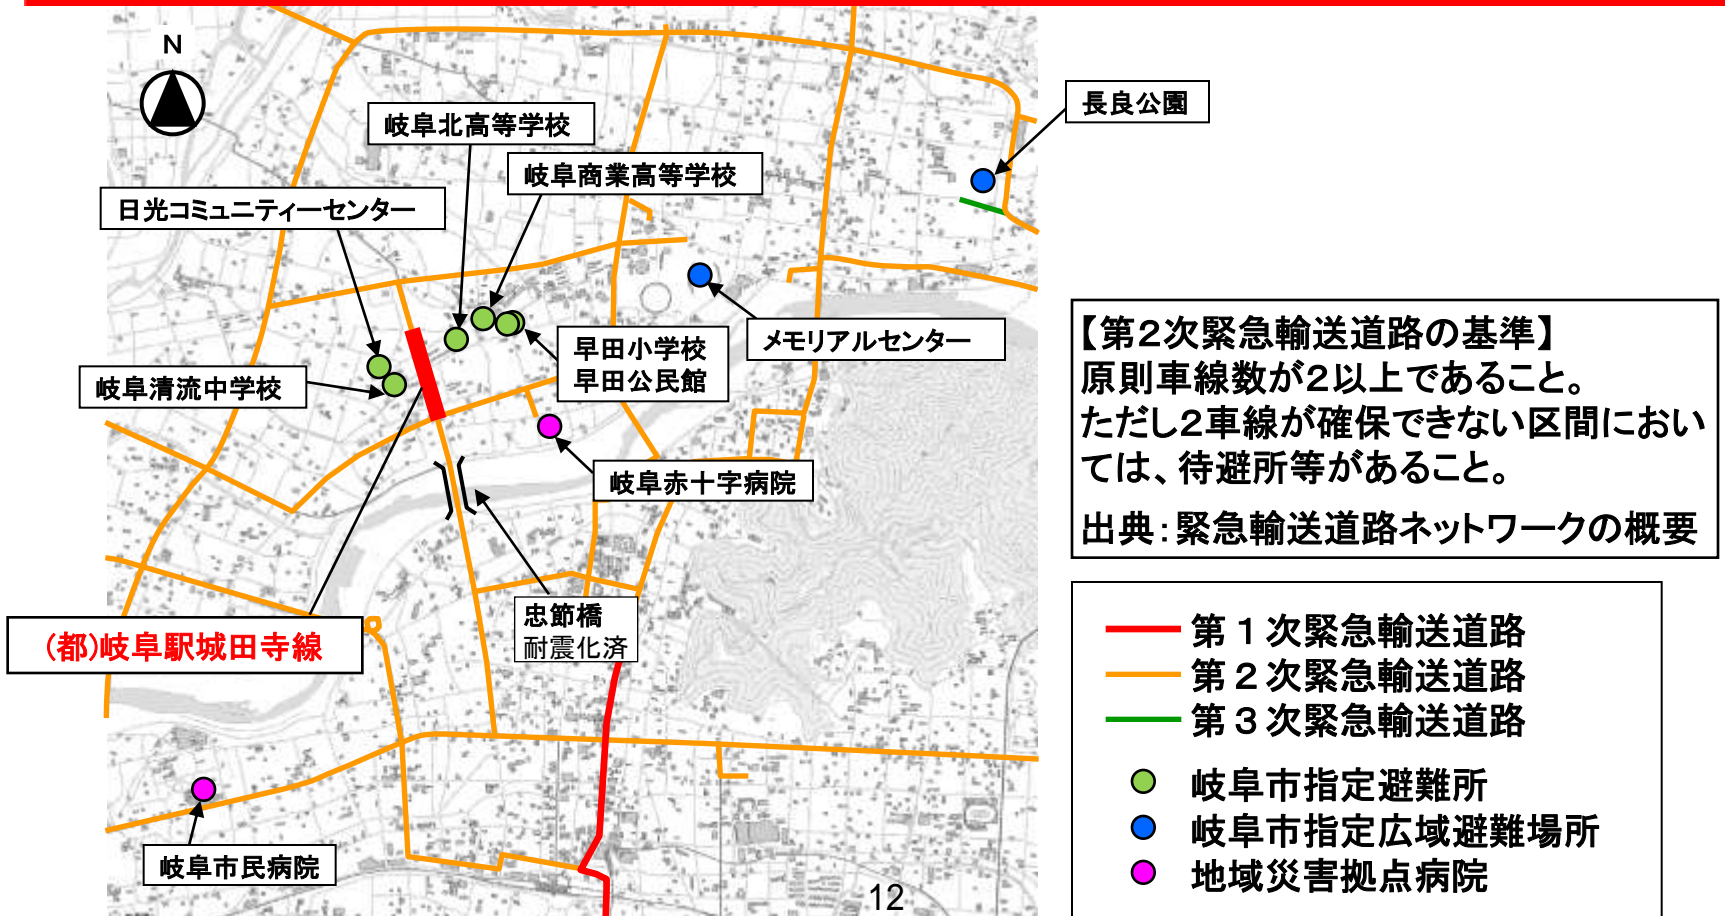 N
長良公園
岐阜北高等学校
岐阜商業高等学校
日光コミュニティーセンター
メモリアルセンター
早田小学校
早田公民館
岐阜清流中学校
岐阜赤十字病院
忠節橋
耐震化済
(都)岐阜駅城田寺線
岐阜市民病院
12
【第2次緊急輸送道路の基準】
原則車線数が2以上であること。
ただし2車線が確保できない区間におい
ては、待避所等があること。
出典:緊急輸送道路ネットワークの概要
第1次緊急輸送道路
第2次緊急輸送道路
第3次緊急輸送道路
岐阜市指定避難所
岐阜市指定広域避難場所
地域災害拠点病院